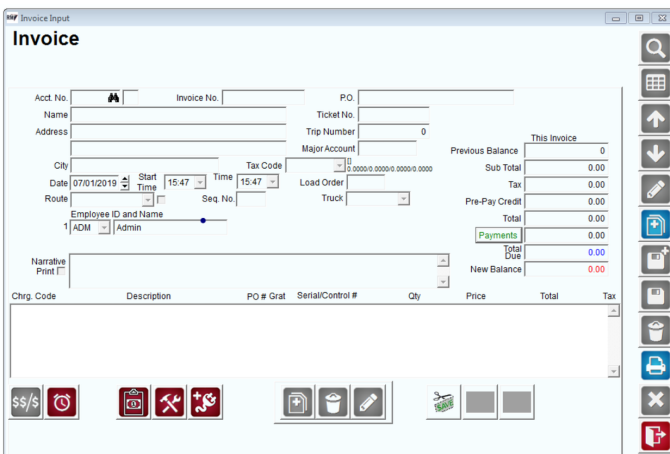 Invoice Input
Invoice
Acct. No. Invoice No. P.O.
Name Ticket No.
Address Trip Number 0
Major Account
This Invoice
Previous Balance 0
City Tax Code 0.0000/0.0000/0.0000/0.0000
Sub Total 0.00
Date 07/01/2019 Start Time 15:47 Time 15:47 Load Order
Tax 0.00
Route Seq. No. Truck
Pre-Pay Credit 0.00
Employee ID and Name
Total 0.00
1 ADM Admin
Payments 0.00
Total Due 0.00
Narrative
Print
New Balance 0.00
Chrg. Code Description PO # Grat Serial/Control # Qty Price Total Tax
$$/$
SAVE